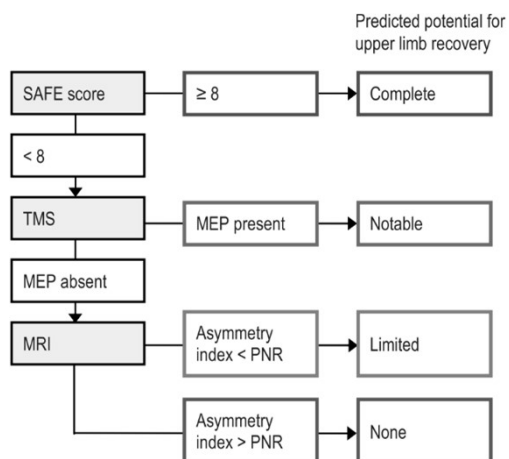 Predicted potential for
upper limb recovery
SAFE score
≥ 8
Complete
< 8
TMS
MEP present
Notable
MEP absent
MRI
Asymmetry
index < PNR
Limited
Asymmetry
index > PNR
None